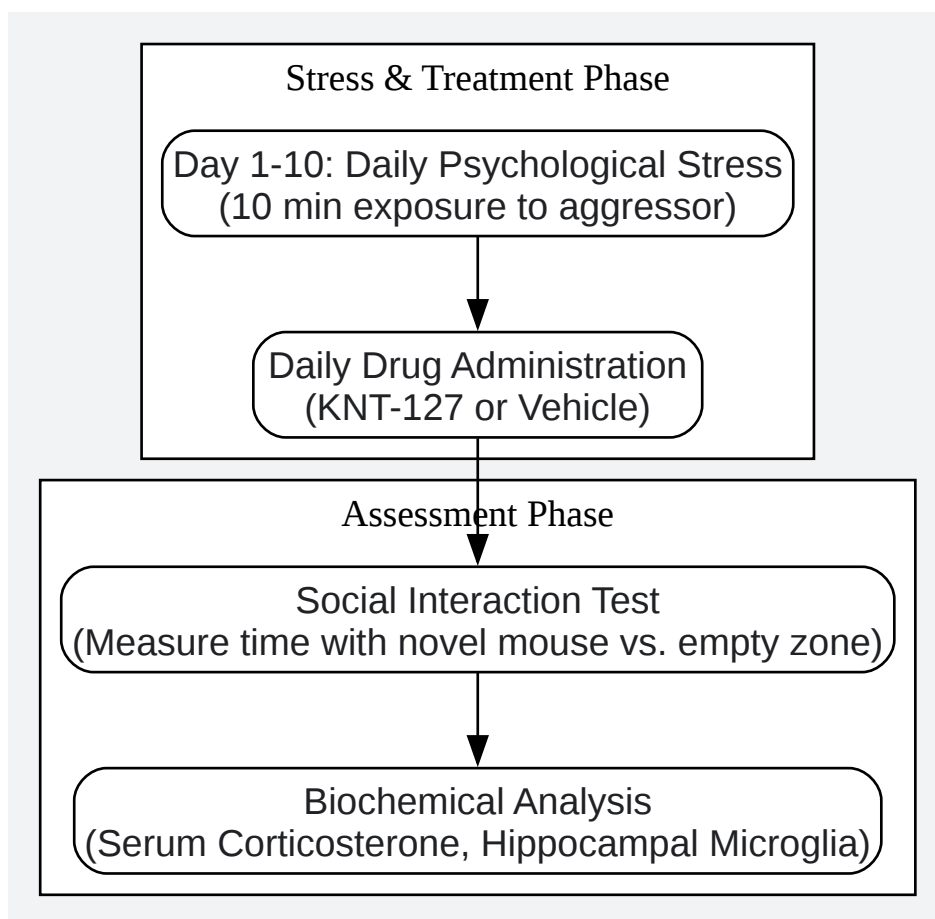 Stress & Treatment Phase
Day 1-10: Daily Psychological Stress
(10 min exposure to aggressor)
Daily Drug Administration
(KNT-127 or Vehicle)
Assessment Phase
Social Interaction Test
(Measure time with novel mouse vs. empty zone)
Biochemical Analysis
(Serum Corticosterone, Hippocampal Microglia)